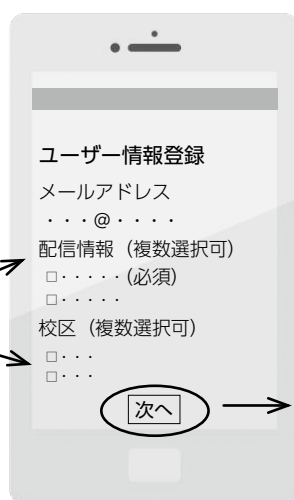 ユーザー情報登録
メールアドレス
・・・@・・・・
配信情報（複数選択可）
□・・・・・(必須)
□・・・・・
校区（複数選択可）
□・・・
□・・・
次へ